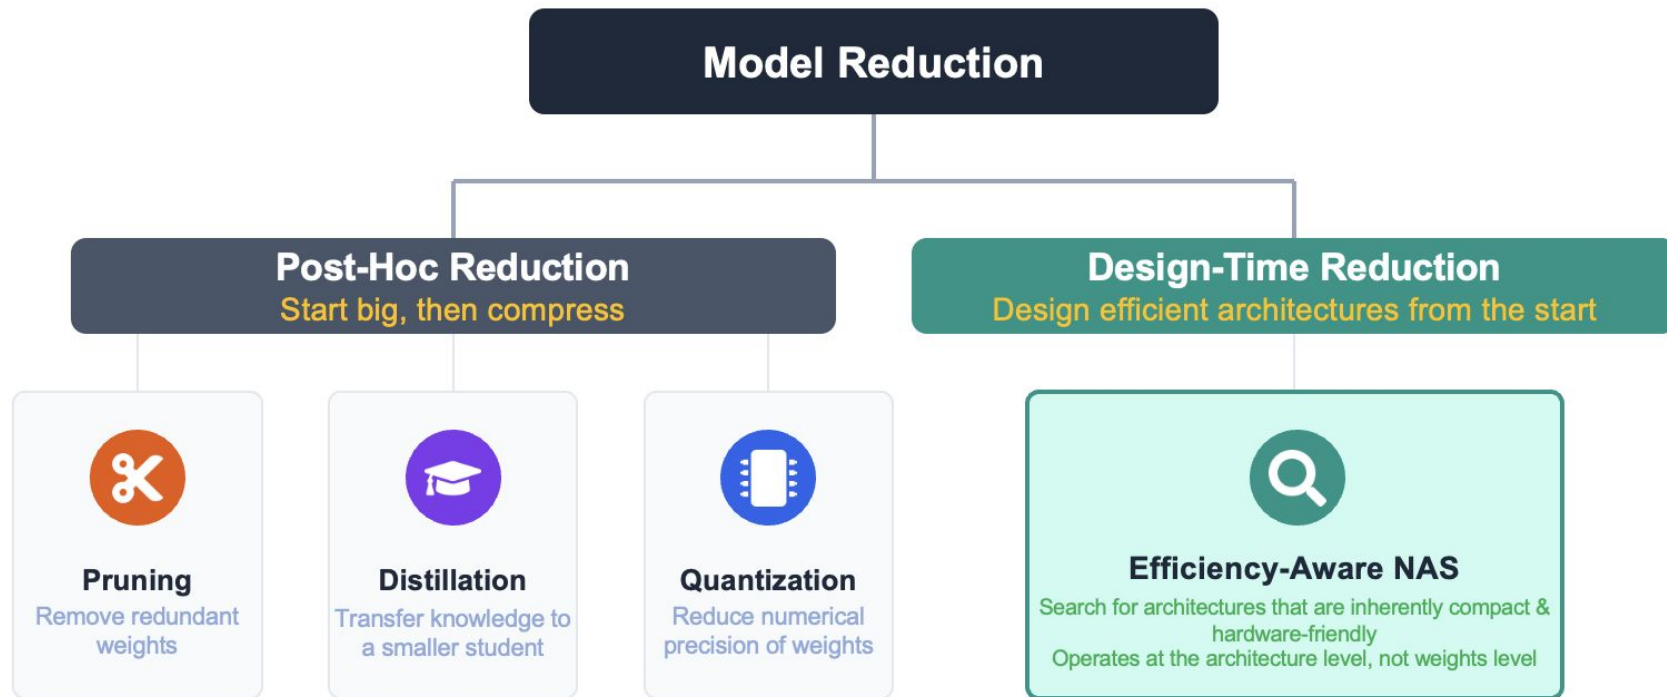 Model Reduction
Post-Hoc Reduction
Start big, then compress
Design-Time Reduction
Design efficient architectures from the start
Pruning
Remove redundant
weights
Distillation
Transfer knowledge to
a smaller student
Quantization
Reduce numerical
precision of weights
Efficiency-Aware NAS
Search for architectures that are inherently compact &
hardware-friendly
Operates at the architecture level, not weights level